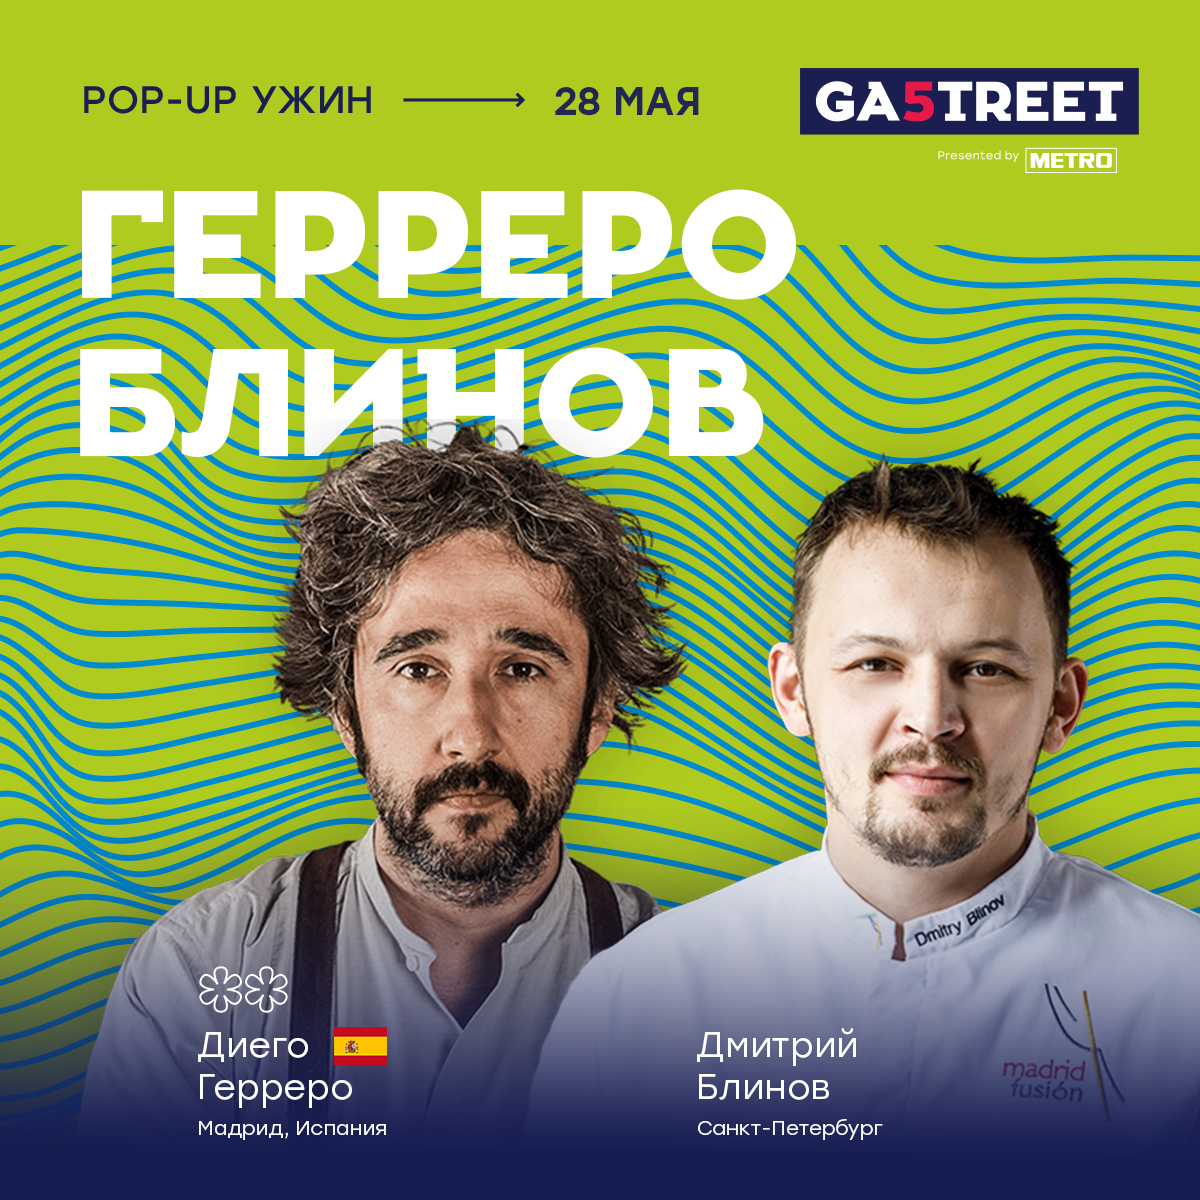 POP-UP УЖИН → 28 МАЯ
GA5TREET
Presented by METRO
ГЕРРЕРО
БЛИНОВ
Dmitry Blinov
madrid
fusión
Диего
Герреро
Мадрид, Испания
Дмитрий
Блинов
Санкт-Петербург